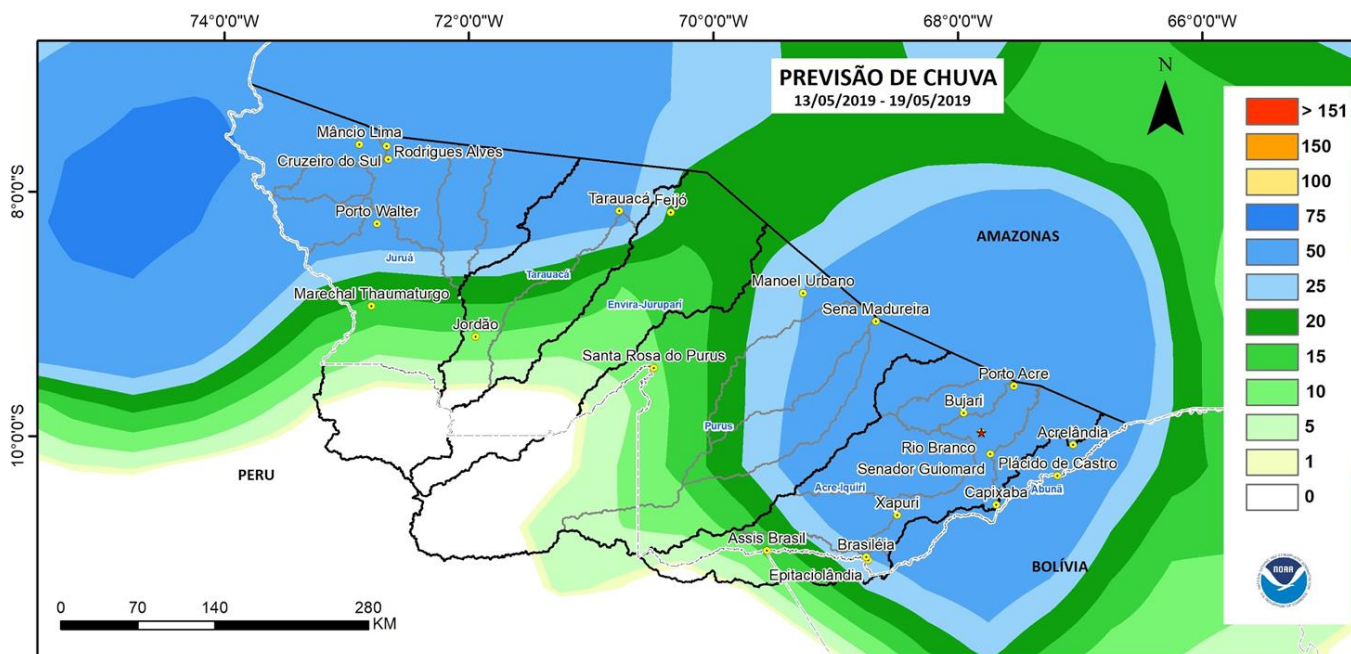 74°0'0"W
72°0'0"W
70°0'0"W
68°0'0"W
66°0'0"W
PREVISÃO DE CHUVA
13/05/2019 - 19/05/2019
N
> 151
150
100
75
50
25
20
15
10
5
1
0
NOAA
8°0'0"S
10°0'0"S
Mâncio Lima
Cruzeiro do Sul
Rodrigues Alves
Porto Walter
Tarauacá
Feijó
Juruá
Tarauacá
Marechal Thaumaturgo
Jordão
Envira-Jurupari
Santa Rosa do Purus
AMAZONAS
Manoel Urbano
Sena Madureira
Porto Acre
Bujari
Purus
Rio Branco
Acrelândia
Senador Guiomard
Plácido de Castro
PERU
Acre-Iquiri
Abunã
Xapuri
Capixaba
Assis Brasil
Brasiléia
Epitaciolândia
BOLÍVIA
0
70
140
280
KM